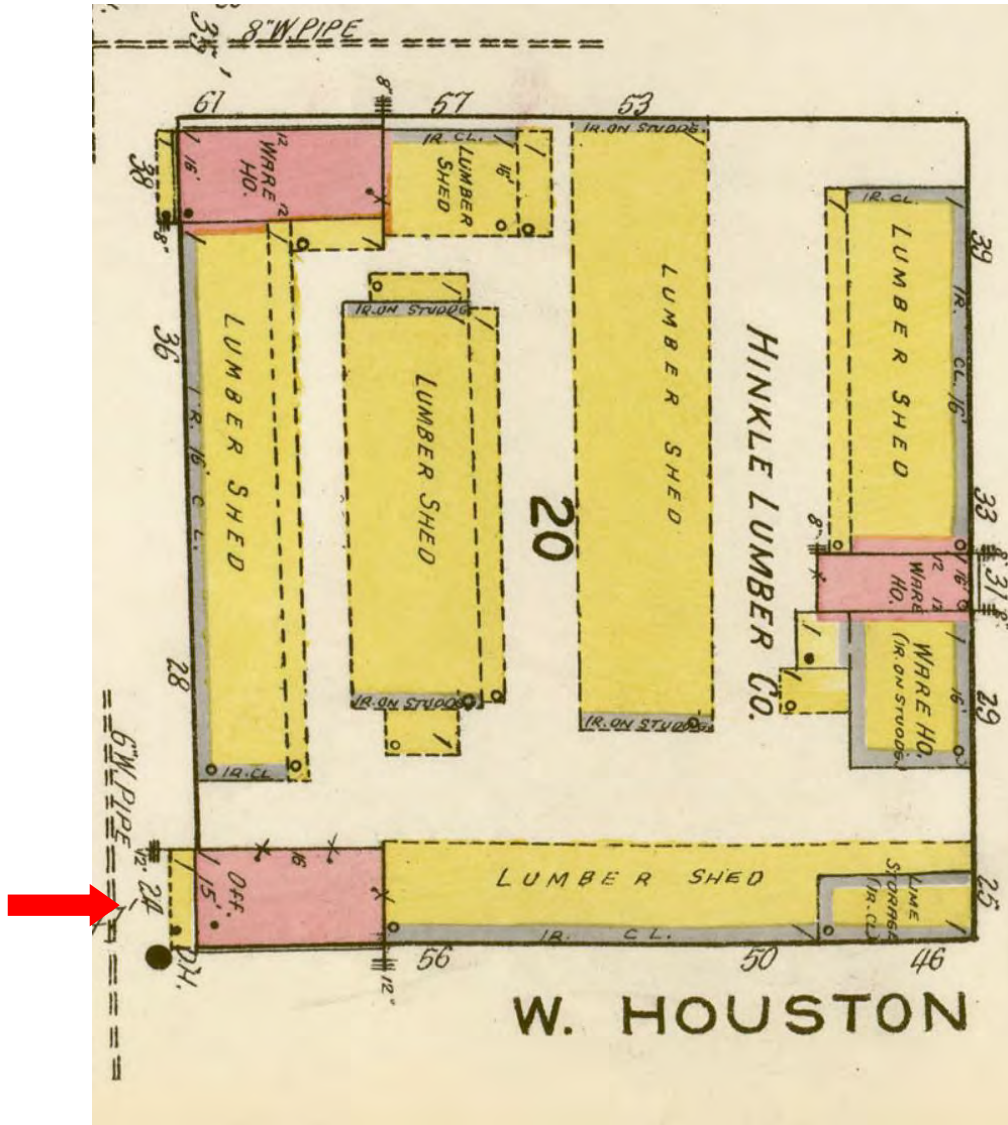 35'
8"W.PIPE
61
8"
57
53
IR. CL.
IR.ON STUDDG.
38
16'
12
WARE HO.
12
LUMBER SHED
16'
8"
IR. CL.
39
36
LUMBER SHED
IR. 16' CL.
IR.ON STUDDG
LUMBER SHED
LUMBER SHED
HINKLE LUMBER CO.
LUMBER SHED
IR. CL. 16'
20
33
8"
8"
12
WARE HO.
12
16'
31
8"
28
IR.ON STUDDG.
IR.ON STUDDG.
WARE HO.
(IR.ON STUDDG.)
16'
29
IR.CL
6"W.PIPE
12"
24
15'
OFF.
16
LUMBER SHED
LIME STORAGE
(IR.CL.)
25
IR. CL.
D.H.
12"
56
50
46
W. HOUSTON